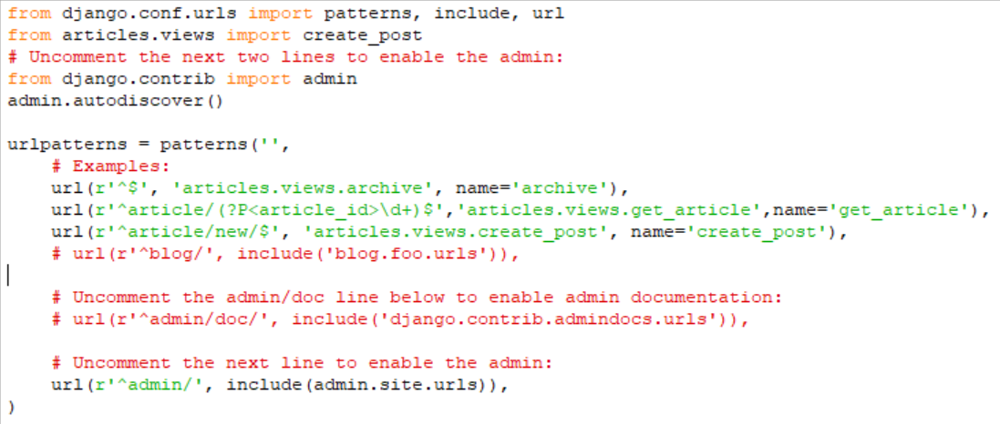 from django.conf.urls import patterns, include, url
from articles.views import create_post
# Uncomment the next two lines to enable the admin:
from django.contrib import admin
admin.autodiscover()

urlpatterns = patterns('',
    # Examples:
    url(r'^$', 'articles.views.archive', name='archive'),
    url(r'^article/(?P<article_id>\d+)$','articles.views.get_article',name='get_article'),
    url(r'^article/new/$', 'articles.views.create_post', name='create_post'),
    # url(r'^blog/', include('blog.foo.urls')),

    # Uncomment the admin/doc line below to enable admin documentation:
    # url(r'^admin/doc/', include('django.contrib.admindocs.urls')),

    # Uncomment the next line to enable the admin:
    url(r'^admin/', include(admin.site.urls)),
)